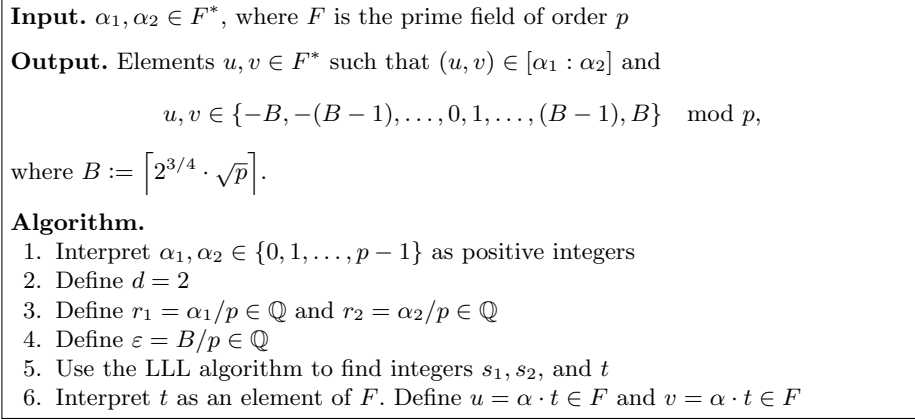 Input. α₁, α₂ ∈ F*, where F is the prime field of order p
Output. Elements u, v ∈ F* such that (u, v) ∈ [α₁ : α₂] and
u, v ∈ {−B, −(B − 1), . . . , 0, 1, . . . , (B − 1), B} mod p,
where B := ⌈2^{3/4} · √p⌉.
Algorithm.
1. Interpret α₁, α₂ ∈ {0, 1, . . . , p − 1} as positive integers
2. Define d = 2
3. Define r₁ = α₁/p ∈ ℚ and r₂ = α₂/p ∈ ℚ
4. Define ε = B/p ∈ ℚ
5. Use the LLL algorithm to find integers s₁, s₂, and t
6. Interpret t as an element of F. Define u = α · t ∈ F and v = α · t ∈ F